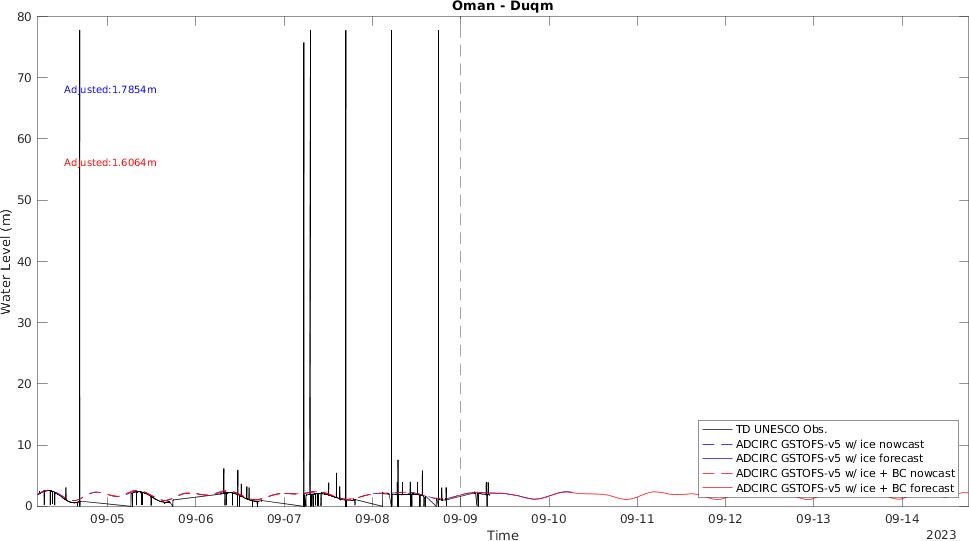 Oman - Duqm
80
70
60
50
40
30
20
10
0
Water Level (m)
Adjusted:1.7854m
Adjusted:1.6064m
TD UNESCO Obs.
ADCIRC GSTOFS-v5 w/ ice nowcast
ADCIRC GSTOFS-v5 w/ ice forecast
ADCIRC GSTOFS-v5 w/ ice + BC nowcast
ADCIRC GSTOFS-v5 w/ ice + BC forecast
09-05 09-06 09-07 09-08 09-09 09-10 09-11 09-12 09-13 09-14
Time
2023